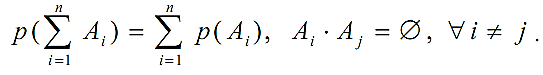 p(∑_{i=1}^{n} A_i) = ∑_{i=1}^{n} p(A_i), A_i · A_j = ∅, ∀ i ≠ j .